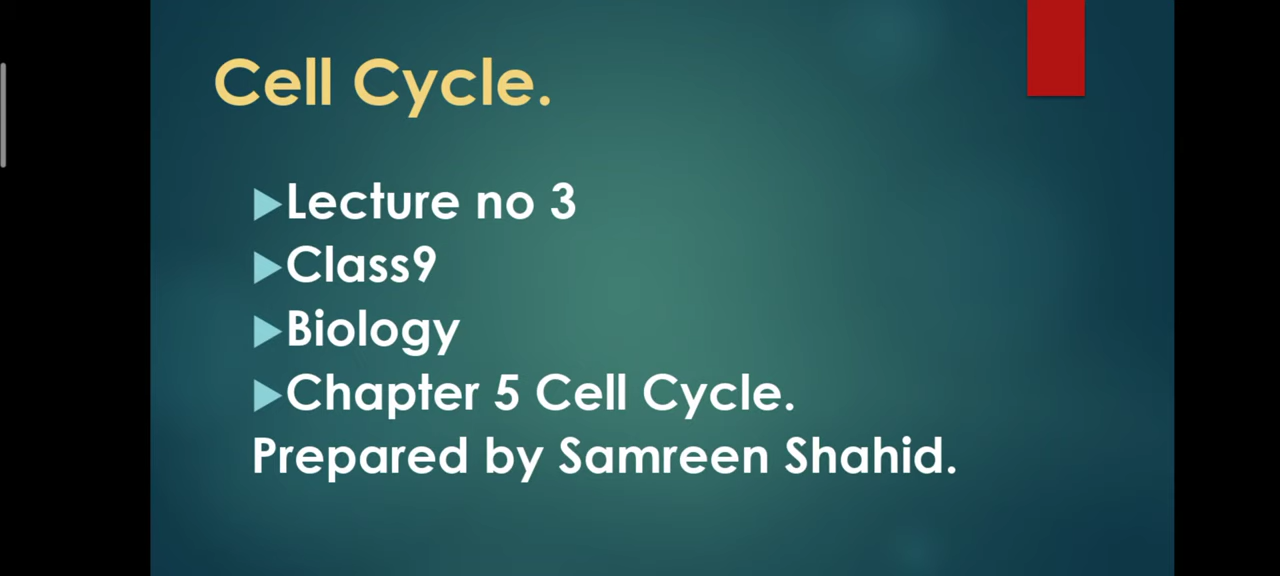 Cell Cycle.
Lecture no 3
Class9
Biology
Chapter 5 Cell Cycle.
Prepared by Samreen Shahid.